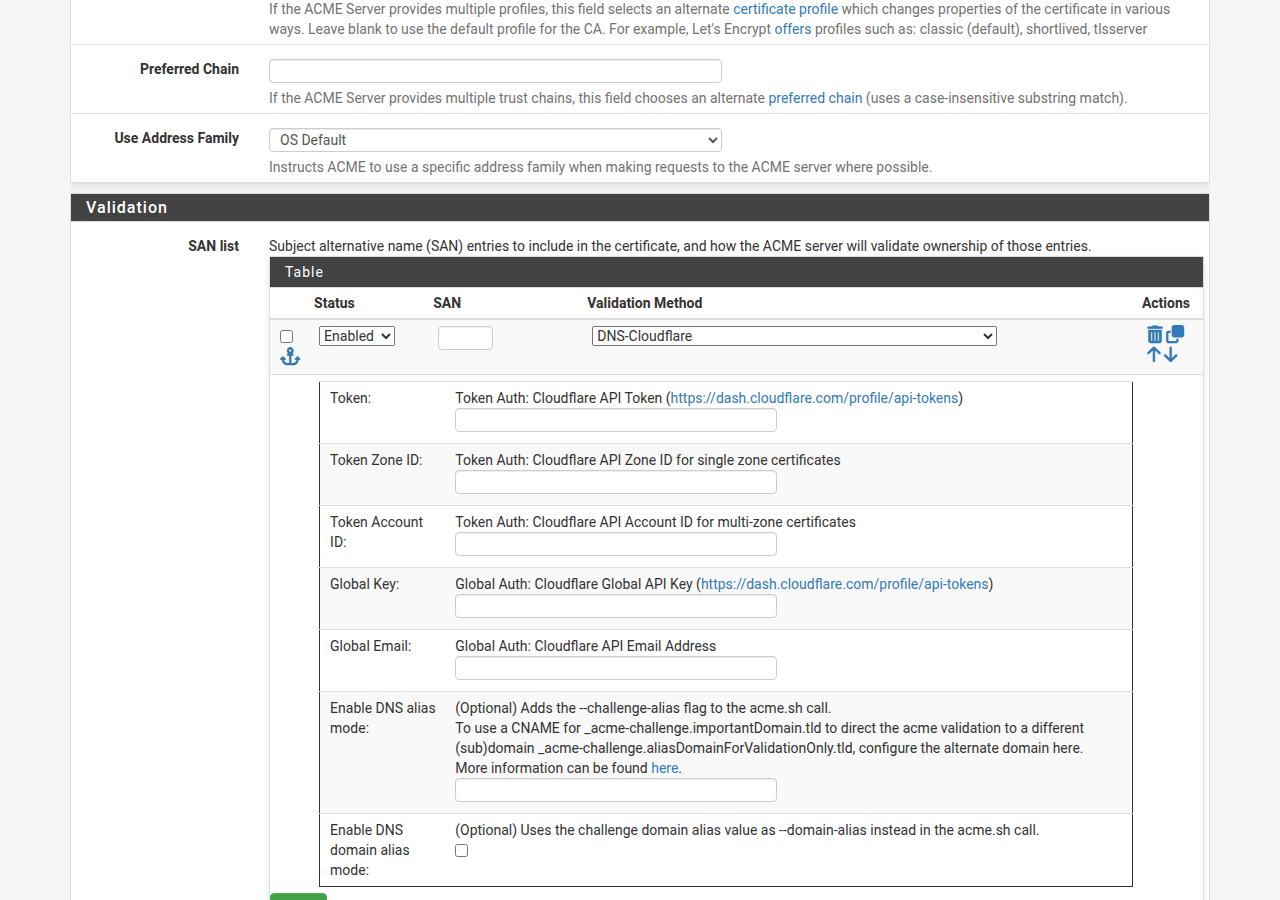 If the ACME Server provides multiple profiles, this field selects an alternate certificate profile which changes properties of the certificate in various
ways. Leave blank to use the default profile for the CA. For example, Let's Encrypt offers profiles such as: classic (default), shortlived, tlsserver
Preferred Chain
If the ACME Server provides multiple trust chains, this field chooses an alternate preferred chain (uses a case-insensitive substring match).
Use Address Family
OS Default
Instructs ACME to use a specific address family when making requests to the ACME server where possible.
Validation
SAN list
Subject alternative name (SAN) entries to include in the certificate, and how the ACME server will validate ownership of those entries.
Table
Status SAN Validation Method Actions
Enabled DNS-Cloudflare
Token: Token Auth: Cloudflare API Token (https://dash.cloudflare.com/profile/api-tokens)
Token Zone ID: Token Auth: Cloudflare API Zone ID for single zone certificates
Token Account Token Auth: Cloudflare API Account ID for multi-zone certificates
ID:
Global Key: Global Auth: Cloudflare Global API Key (https://dash.cloudflare.com/profile/api-tokens)
Global Email: Global Auth: Cloudflare API Email Address
Enable DNS alias (Optional) Adds the --challenge-alias flag to the acme.sh call.
mode: To use a CNAME for _acme-challenge.importantDomain.tld to direct the acme validation to a different
(sub)domain _acme-challenge.aliasDomainForValidationOnly.tld, configure the alternate domain here.
More information can be found here.
Enable DNS (Optional) Uses the challenge domain alias value as --domain-alias instead in the acme.sh call.
domain alias
mode: